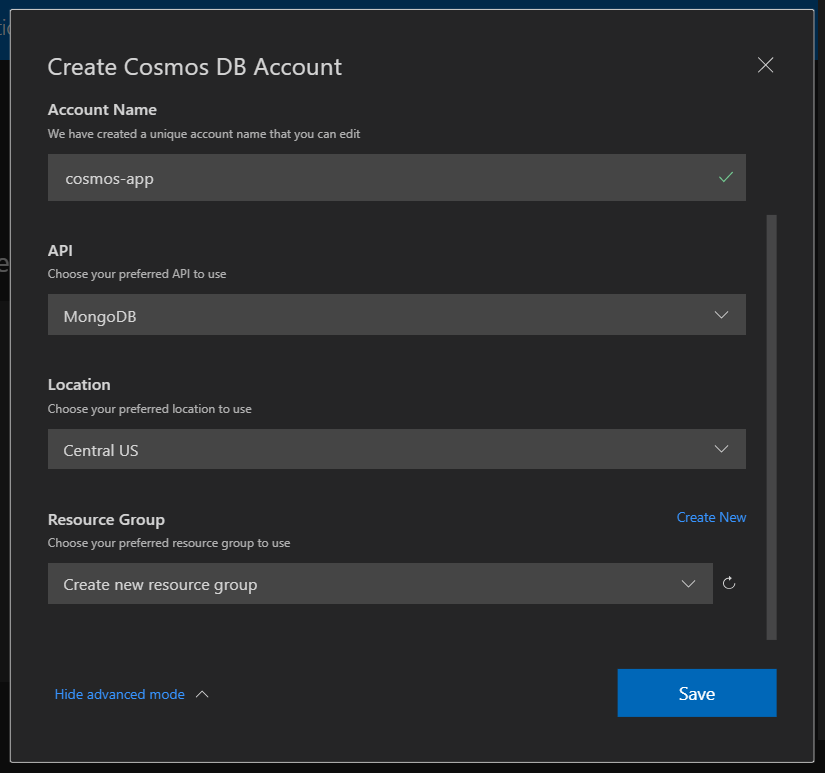 Create Cosmos DB Account
Account Name
We have created a unique account name that you can edit
cosmos-app
API
Choose your preferred API to use
MongoDB
Location
Choose your preferred location to use
Central US
Resource Group
Create New
Choose your preferred resource group to use
Create new resource group
Hide advanced mode
Save